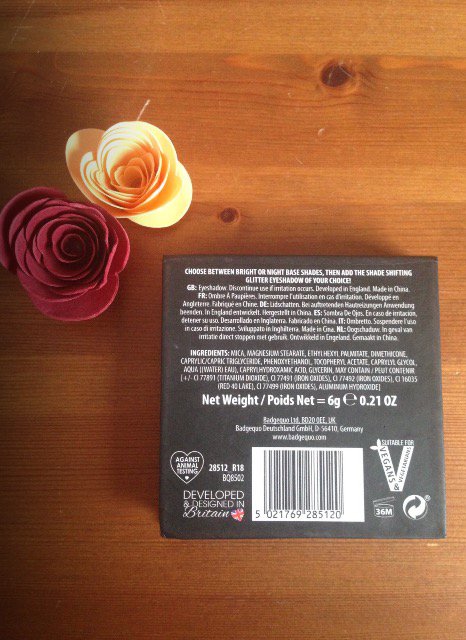 CHOOSE BETWEEN BRIGHT OR NIGHT BASE SHADES, THEN ADD THE SHADE SHIFTING
GLITTER EYESHADOW OF YOUR CHOICE!
GB: Eyeshadow. Discontinue use if irritation occurs. Developed in England. Made in China.
FR: Ombre À Paupières. Interrompre l'utilisation en cas d'irritation. Développé en
Angleterre. Fabriqué en Chine. DE: Lidschatten. Bei auftretenden Hautreizungen Anwendung
beenden. In England entwickelt. Hergestellt in China. ES: Sombra De Ojos. En caso de irritación,
detener su uso. Desarrollado en Inglaterra. Fabricado en China. IT: Ombretto. Sospendere l'uso
in caso di irritazione. Sviluppato in Inghilterra. Made in Cina. NL: Oogschaduw. In geval van
irritatie direct stoppen met gebruik. Ontwikkeld in Engeland. Gemaakt in China.
INGREDIENTS: MICA, MAGNESIUM STEARATE, ETHYLHEXYL PALMITATE, DIMETHICONE,
CAPRYLIC/CAPRIC TRIGLYCERIDE, PHENOXYETHANOL, TOCOPHERYL ACETATE, CAPRYLYL GLYCOL,
AQUA ((WATER) EAU), CAPRYLHYDROXAMIC ACID, GLYCERIN, MAY CONTAIN / PEUT CONTENIR
(+/- CI 77891 (TITANIUM DIOXIDE), CI 77491 (IRON OXIDES), CI 77492 (IRON OXIDES), CI 16035
(RED 40 LAKE), CI 77499 (IRON OXIDES), ALUMINUM HYDROXIDE)
Net Weight / Poids Net = 6g ℮ 0.21 OZ
Badgequo Ltd, BD20 0EE, UK
Badgequo Deutschland GmbH, D-56410, Germany
www.badgequo.com
AGAINST
ANIMAL
TESTING
28512_R18
BQ8502
DEVELOPED
& DESIGNED IN
Britain
5 021769 285120
SUITABLE FOR
VEGANS
& VEGETARIANS
36M